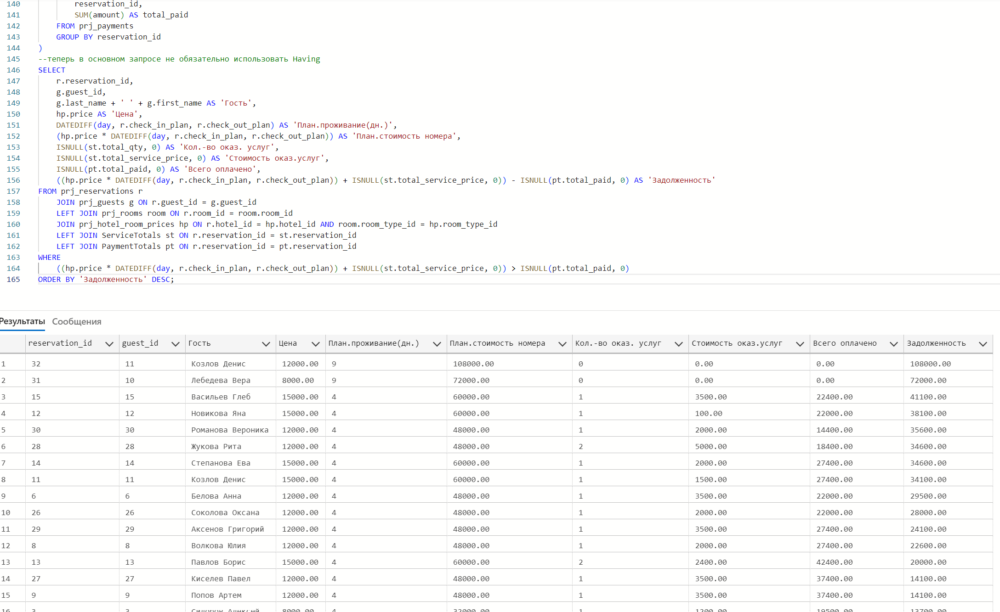 140 reservation_id,
141 SUM(amount) AS total_paid
142 FROM prj_payments
143 GROUP BY reservation_id
144 )
145 --теперь в основном запросе не обязательно использовать Having
146 SELECT
147 r.reservation_id,
148 g.guest_id,
149 g.last_name + ' ' + g.first_name AS 'Гость',
150 hp.price AS 'Цена',
151 DATEDIFF(day, r.check_in_plan, r.check_out_plan) AS 'План.проживание(дн.)',
152 (hp.price * DATEDIFF(day, r.check_in_plan, r.check_out_plan)) AS 'План.стоимость номера',
153 ISNULL(st.total_qty, 0) AS 'Кол.-во оказ. услуг',
154 ISNULL(st.total_service_price, 0) AS 'Стоимость оказ.услуг',
155 ISNULL(pt.total_paid, 0) AS 'Всего оплачено',
156 ((hp.price * DATEDIFF(day, r.check_in_plan, r.check_out_plan)) + ISNULL(st.total_service_price, 0)) - ISNULL(pt.total_paid, 0) AS 'Задолженность'
157 FROM prj_reservations r
158 JOIN prj_guests g ON r.guest_id = g.guest_id
159 LEFT JOIN prj_rooms room ON r.room_id = room.room_id
160 JOIN prj_hotel_room_prices hp ON r.hotel_id = hp.hotel_id AND room.room_type_id = hp.room_type_id
161 LEFT JOIN ServiceTotals st ON r.reservation_id = st.reservation_id
162 LEFT JOIN PaymentTotals pt ON r.reservation_id = pt.reservation_id
163 WHERE
164 ((hp.price * DATEDIFF(day, r.check_in_plan, r.check_out_plan)) + ISNULL(st.total_service_price, 0)) > ISNULL(pt.total_paid, 0)
165 ORDER BY 'Задолженность' DESC;
Результаты Сообщения
reservation_id guest_id Гость Цена План.проживание(дн.) План.стоимость номера Кол.-во оказ. услуг Стоимость оказ.услуг Всего оплачено Задолженность
1 32 11 Козлов Денис 12000.00 9 108000.00 0 0.00 0.00 108000.00
2 31 10 Лебедева Вера 8000.00 9 72000.00 0 0.00 0.00 72000.00
3 15 15 Васильев Глеб 15000.00 4 60000.00 1 3500.00 22400.00 41100.00
4 12 12 Новикова Яна 15000.00 4 60000.00 1 100.00 22000.00 38100.00
5 30 30 Романова Вероника 12000.00 4 48000.00 1 2000.00 14400.00 35600.00
6 28 28 Жукова Рита 12000.00 4 48000.00 2 5000.00 18400.00 34600.00
7 14 14 Степанова Ева 15000.00 4 60000.00 1 2000.00 27400.00 34600.00
8 11 11 Козлов Денис 15000.00 4 60000.00 1 1500.00 27400.00 34100.00
9 6 6 Белова Анна 12000.00 4 48000.00 1 3500.00 22000.00 29500.00
10 26 26 Соколова Оксана 12000.00 4 48000.00 1 2000.00 22000.00 28000.00
11 29 29 Аксенов Григорий 12000.00 4 48000.00 1 3500.00 27400.00 24100.00
12 8 8 Волкова Юлия 12000.00 4 48000.00 1 2000.00 27400.00 22600.00
13 13 13 Павлов Борис 15000.00 4 60000.00 2 2400.00 42400.00 20000.00
14 27 27 Киселев Павел 12000.00 4 48000.00 1 3500.00 37400.00 14100.00
15 9 9 Попов Артем 12000.00 4 48000.00 1 3500.00 37400.00 14100.00
16 3 3 Сидоров Алексей 8000.00 4 32000.00 1 1200.00 19500.00 13700.00